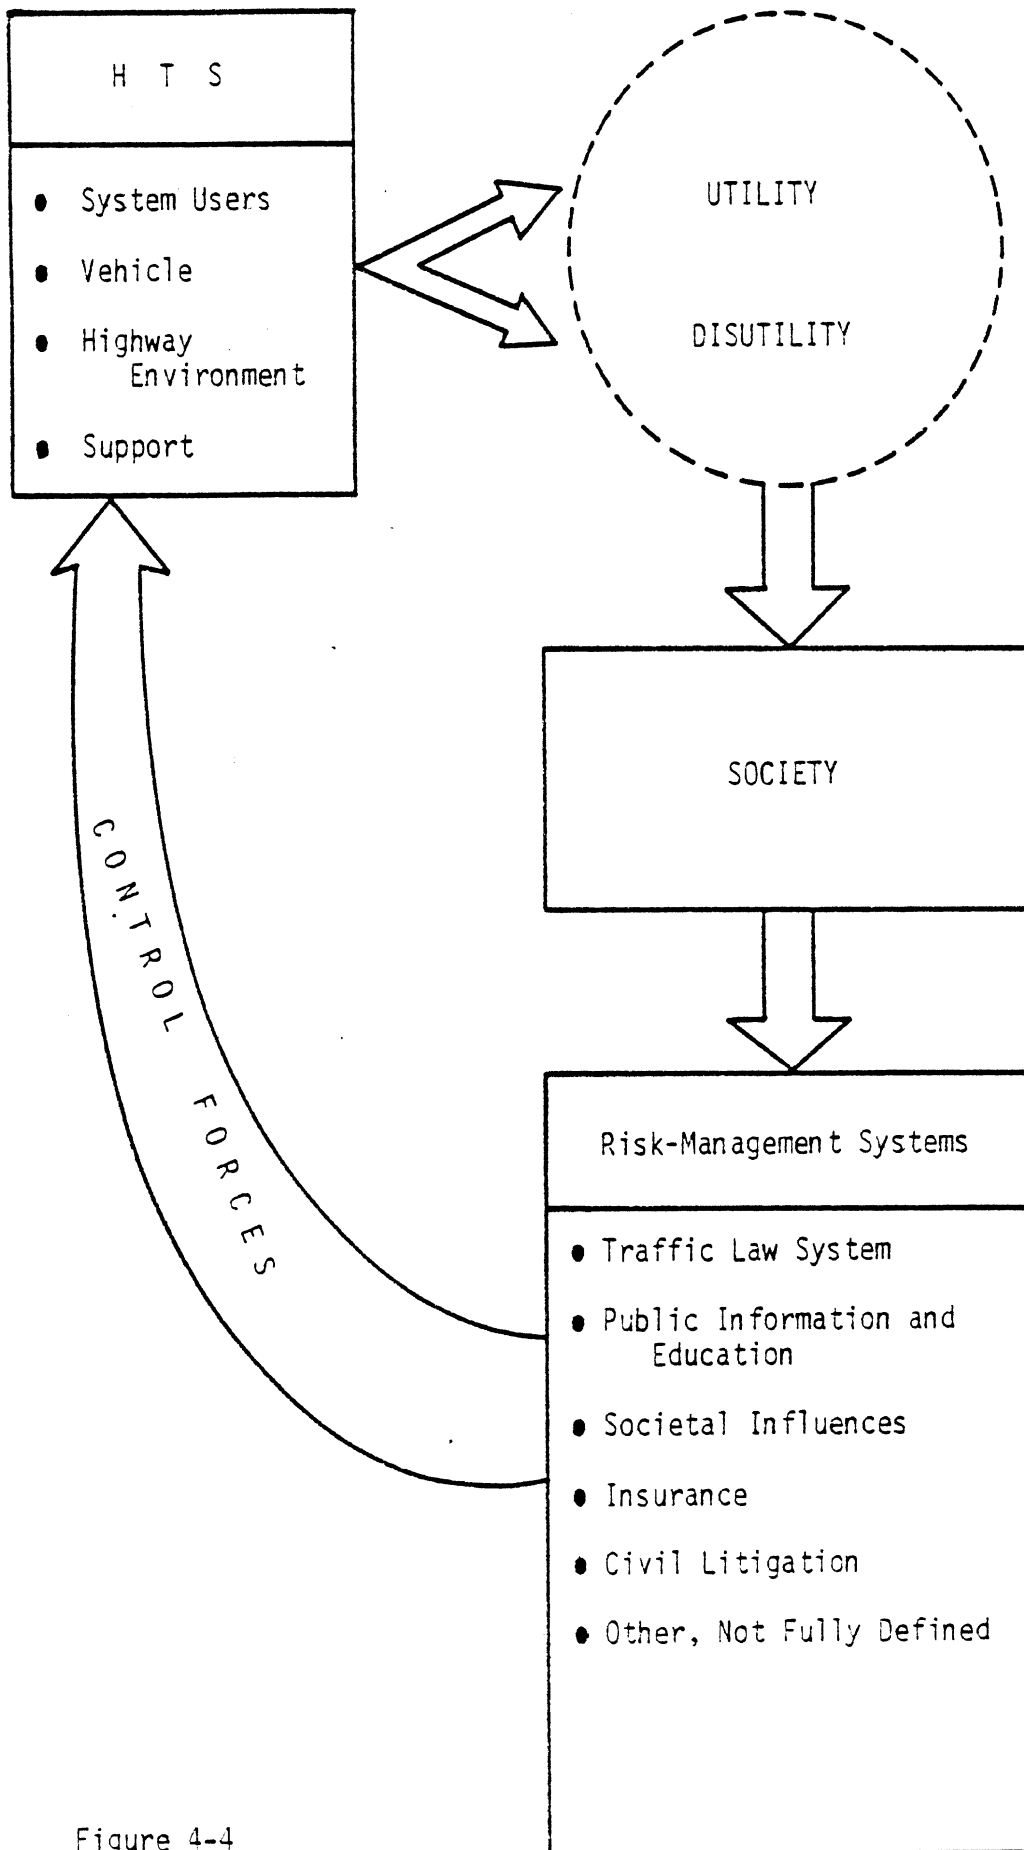 H T S
• System Users
• Vehicle
• Highway
Environment
• Support
UTILITY
DISUTILITY
SOCIETY
CONTROL FORCES
Risk-Management Systems
• Traffic Law System
• Public Information and
Education
• Societal Influences
• Insurance
• Civil Litigation
• Other, Not Fully Defined
Figure 4-4